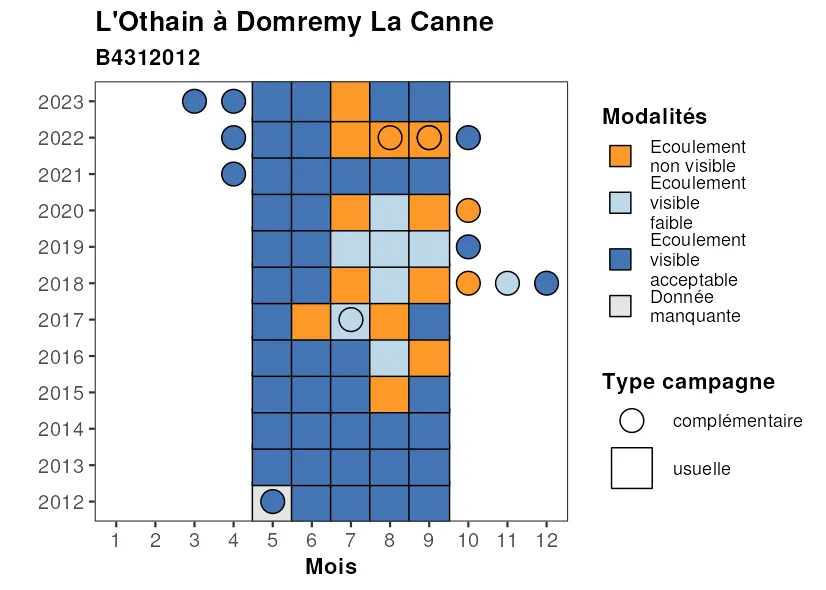 L'Othain à Domremy La Canne
B4312012
2023
2022
2021
2020
2019
2018
2017
2016
2015
2014
2013
2012
1 2 3 4 5 6 7 8 9 10 11 12
Mois
Modalités
Ecoulement
non visible
Ecoulement
visible
faible
Ecoulement
visible
acceptable
Donnée
manquante
Type campagne
complémentaire
usuelle